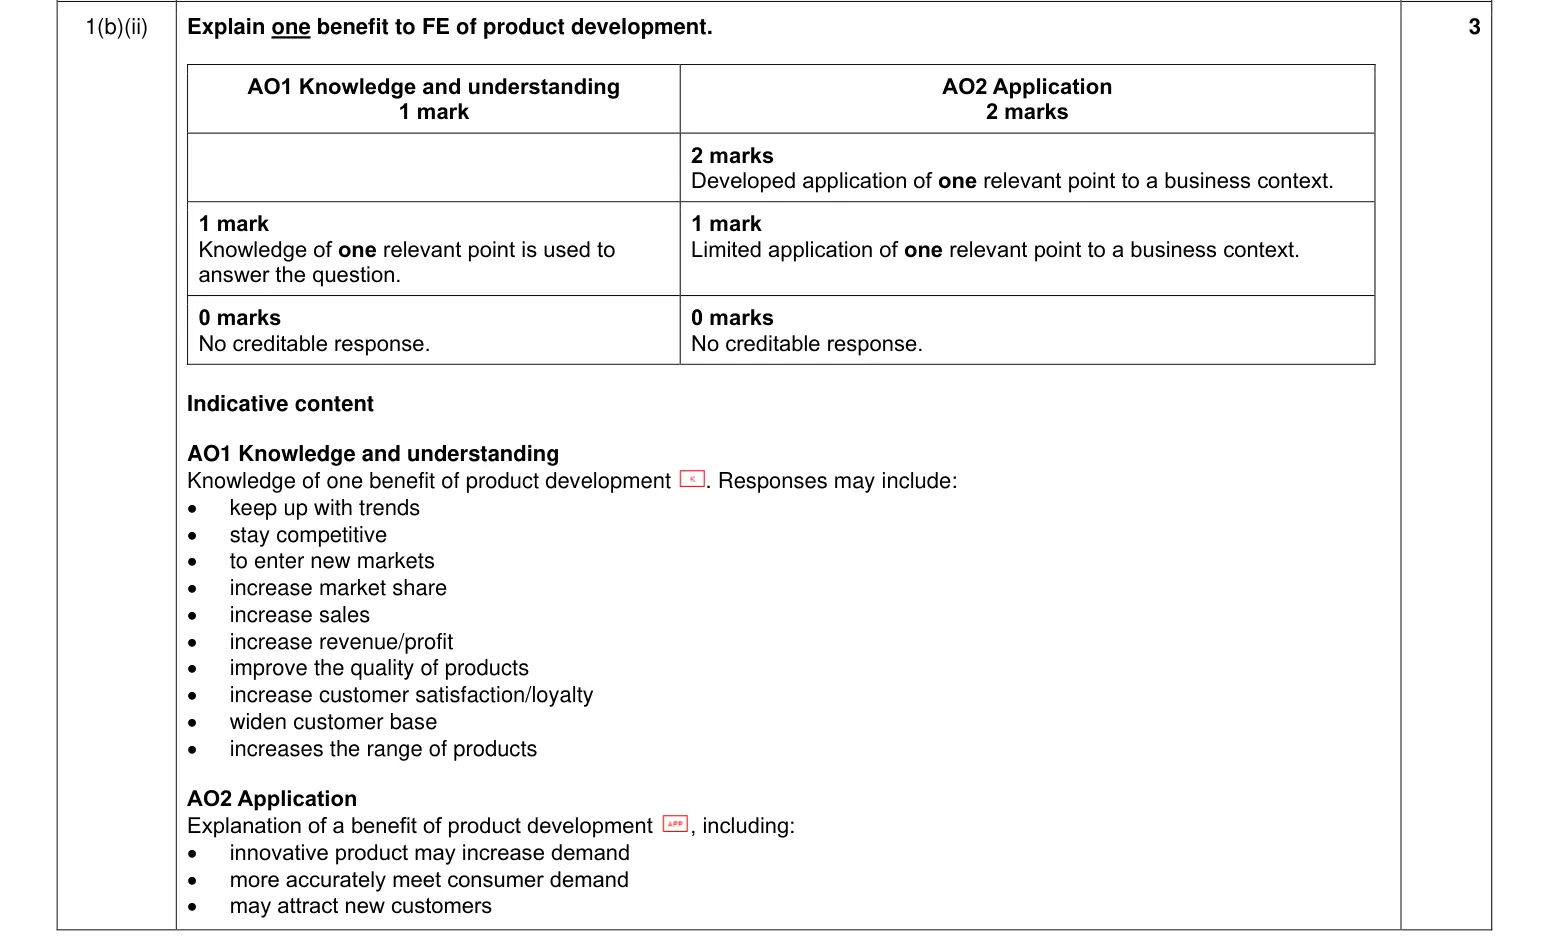 1(b)(ii)
Explain one benefit to FE of product development.
3
AO1 Knowledge and understanding
1 mark
AO2 Application
2 marks
2 marks
Developed application of one relevant point to a business context.
1 mark
Knowledge of one relevant point is used to
answer the question.
1 mark
Limited application of one relevant point to a business context.
0 marks
No creditable response.
0 marks
No creditable response.
Indicative content
AO1 Knowledge and understanding
Knowledge of one benefit of product development K. Responses may include:
• keep up with trends
• stay competitive
• to enter new markets
• increase market share
• increase sales
• increase revenue/profit
• improve the quality of products
• increase customer satisfaction/loyalty
• widen customer base
• increases the range of products
AO2 Application
Explanation of a benefit of product development APP, including:
• innovative product may increase demand
• more accurately meet consumer demand
• may attract new customers